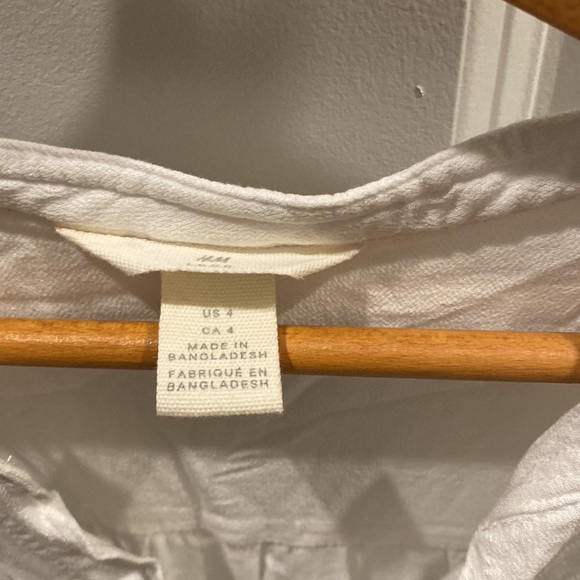 H&M
L.O.G.G.
US 4
CA 4
MADE IN
BANGLADESH
FABRIQUÉ EN
BANGLADESH